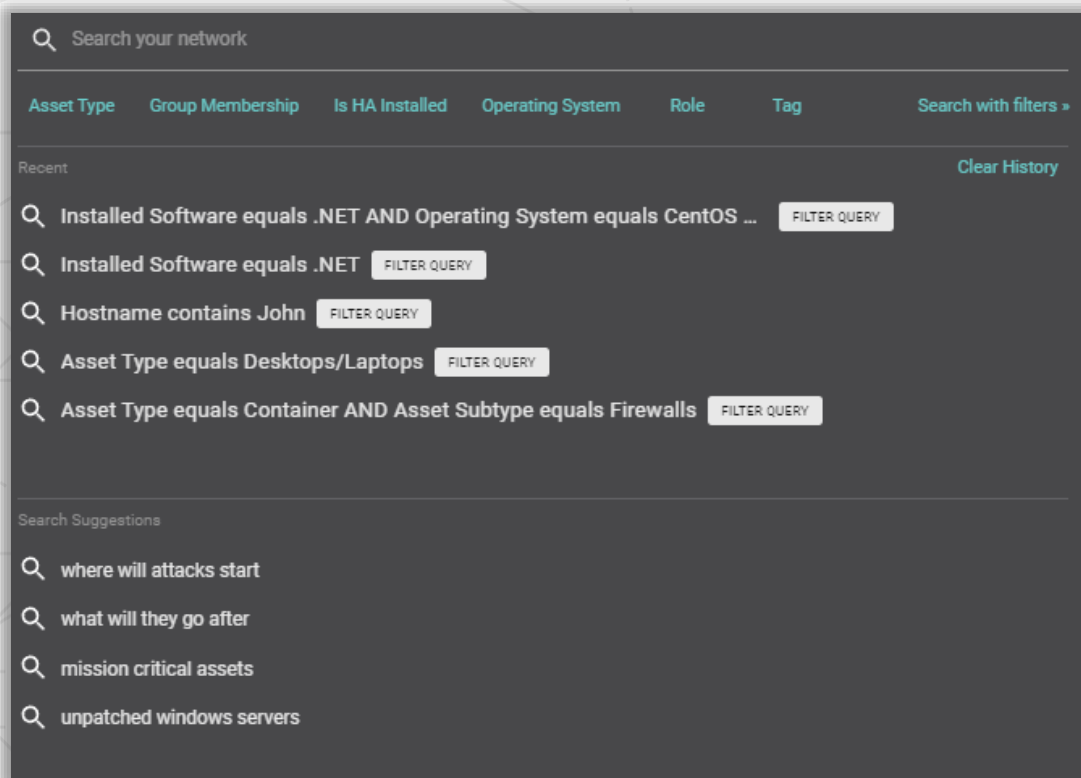 Search your network
Asset Type Group Membership Is HA Installed Operating System Role Tag Search with filters »
Recent Clear History
Installed Software equals .NET AND Operating System equals CentOS ... FILTER QUERY
Installed Software equals .NET FILTER QUERY
Hostname contains John FILTER QUERY
Asset Type equals Desktops/Laptops FILTER QUERY
Asset Type equals Container AND Asset Subtype equals Firewalls FILTER QUERY
Search Suggestions
where will attacks start
what will they go after
mission critical assets
unpatched windows servers